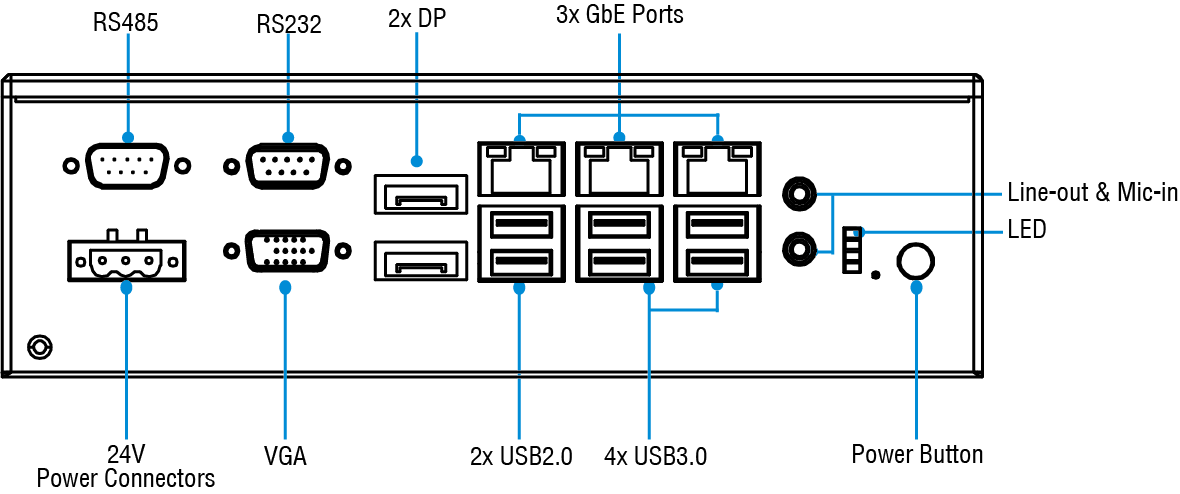 RS485
RS232
2x DP
3x GbE Ports
Line-out & Mic-in
LED
24V
Power Connectors
VGA
2x USB2.0
4x USB3.0
Power Button